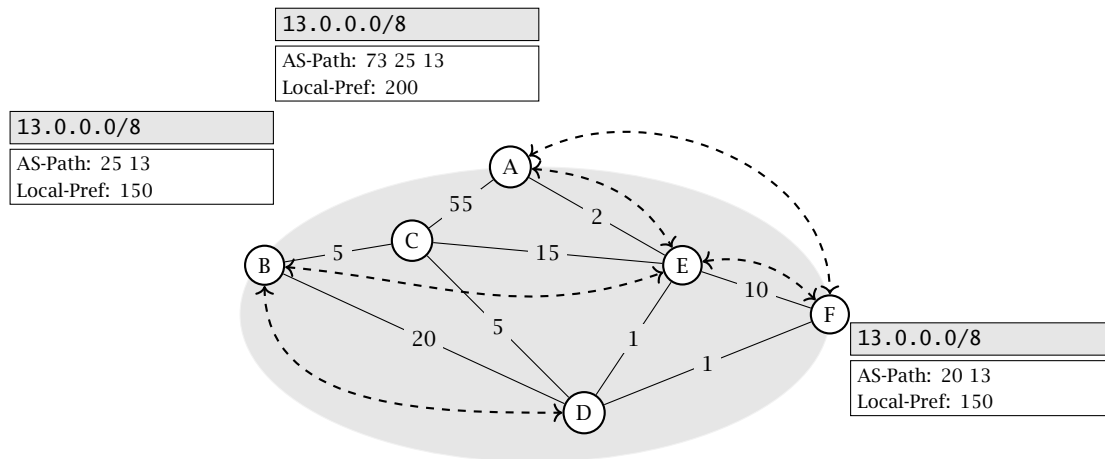 13.0.0.0/8
AS-Path: 73 25 13
Local-Pref: 200
13.0.0.0/8
AS-Path: 25 13
Local-Pref: 150
A
55
2
C
5
15
B
E
10
F
5
20
1
1
D
13.0.0.0/8
AS-Path: 20 13
Local-Pref: 150